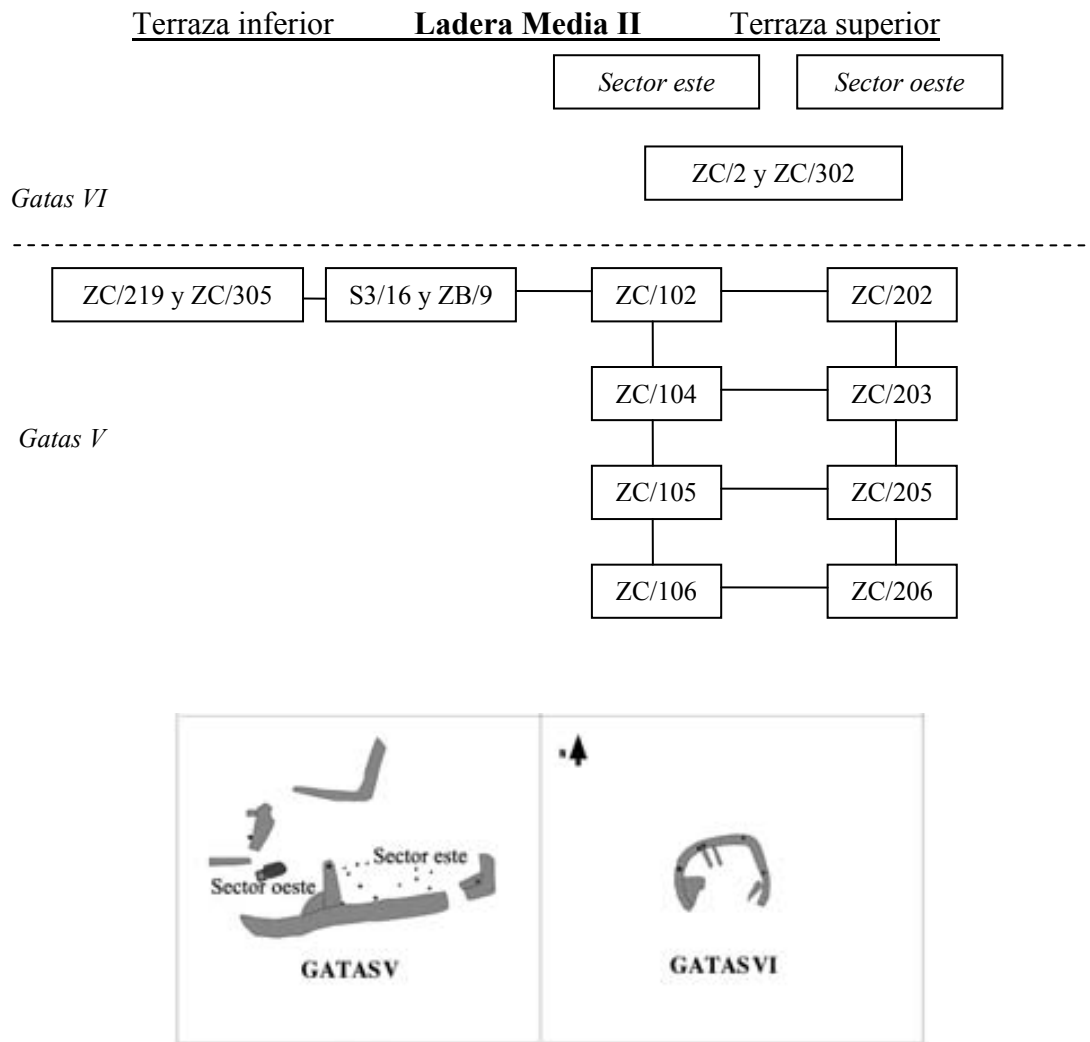 Terraza inferior Ladera Media II Terraza superior
Sector este Sector oeste
ZC/2 y ZC/302
Gatas VI
ZC/219 y ZC/305 S3/16 y ZB/9 ZC/102 ZC/202
ZC/104 ZC/203
Gatas V
ZC/105 ZC/205
ZC/106 ZC/206
Sector este
Sector oeste
GATAS V GATAS VI